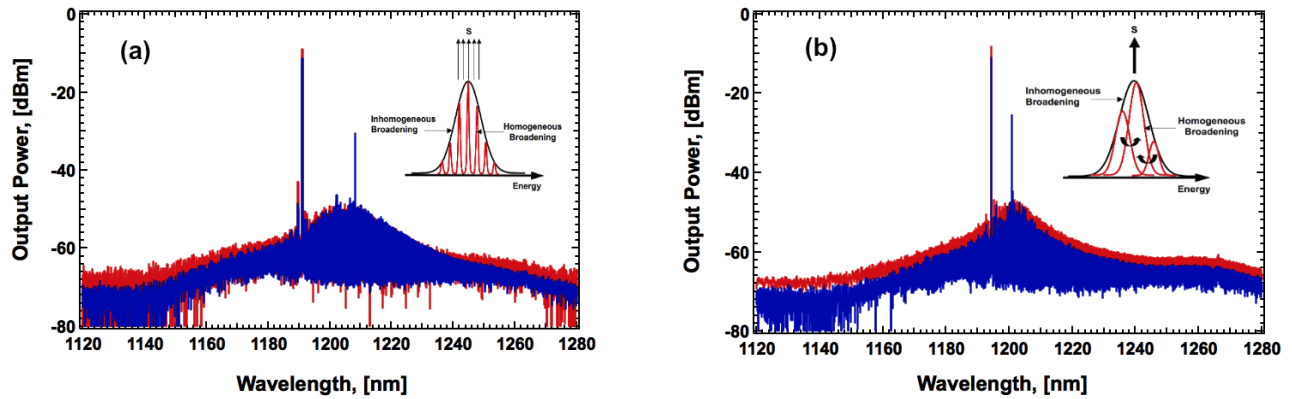 (a)
Output Power, [dBm]
0
-20
-40
-60
-80
1120 1140 1160 1180 1200 1220 1240 1260 1280
Wavelength, [nm]
S
Inhomogeneous
Broadening
Homogeneous
Broadening
Energy
(b)
Output Power, [dBm]
0
-20
-40
-60
-80
1120 1140 1160 1180 1200 1220 1240 1260 1280
Wavelength, [nm]
S
Inhomogeneous
Broadening
Homogeneous
Broadening
Energy